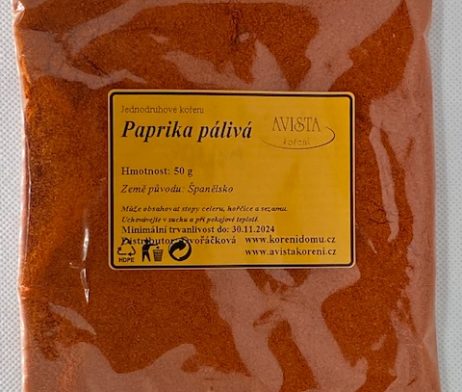 Jednodruhové koření
Paprika pálivá
AVISTA
koření
Hmotnost: 50 g
Země původu: Španělsko
Může obsahovat stopy celeru, hořčice a sezamu.
Uchovávejte v suchu a při pokojové teplotě.
Minimální trvanlivost do: 30.11.2024
Distributor: Dvořáčková www.korenidomu.cz
www.avistakoreni.cz
HDPE